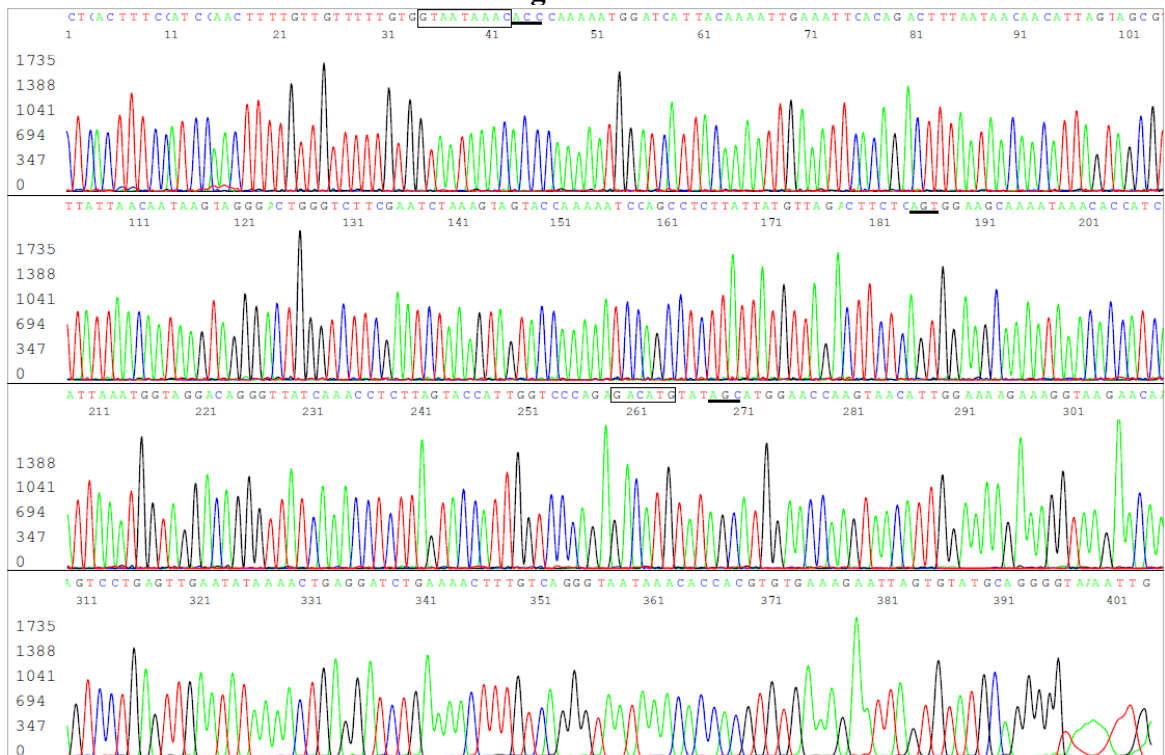 g
CTCACTTTCCATCCAACTTTTGTTGTTTTTGTGGTAATAAACACCCAAAAATGGATCATTACAAAATTGAAATTCACAGACTTTAATAACAACATTAGTAGCGT
1 11 21 31 41 51 61 71 81 91 101
1735
1388
1041
694
347
0
TTATTAACAATAAGTAGGGACTGGGTCTTCGAATCTAAAGTAGTACCAAAAATCCAGCCTCTTATTATGTTAGACTTCTCAGTGGAAGCAAAATAAACACCATC
111 121 131 141 151 161 171 181 191 201
1735
1388
1041
694
347
0
ATTAAATGGTAGGACAGGGTTATCAAACCTCTTAGTACCATTGGTCCCAGAGACATGTATAGCATGGAACCAAGTAACATTGGAAAAGAAAGGTAAGAACAA
211 221 231 241 251 261 271 281 291 301
1388
1041
694
347
0
AGTCCTGAGTTGAATATAAAACTGAGGATCTGAAAACTTTGTCAGGGTAATAAACACCACGTGTGAAAGAATTAGTGTATGCAGGGGTAAAATTG
311 321 331 341 351 361 371 381 391 401
1735
1388
1041
694
347
0